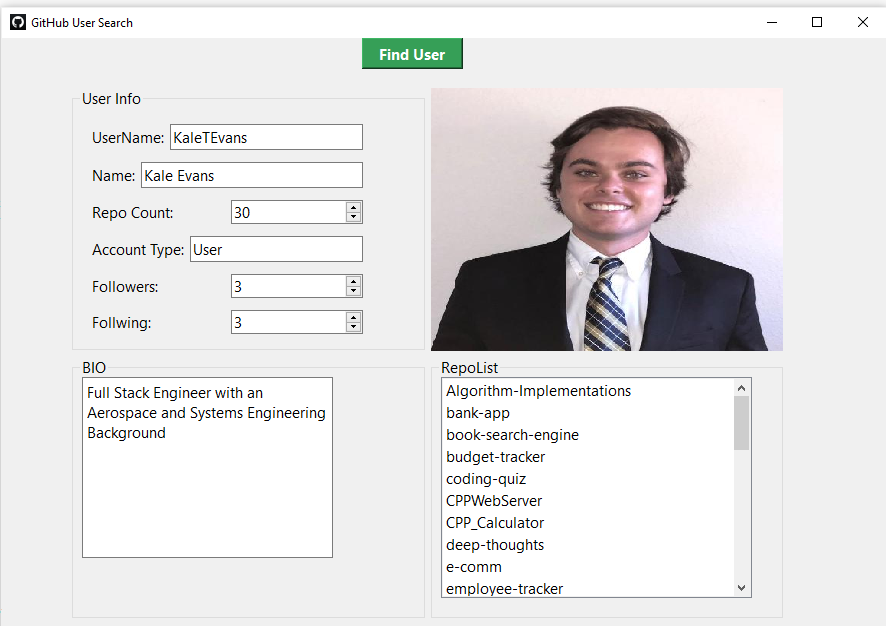 GitHub User Search
Find User
User Info
UserName: KaleTEvans
Name: Kale Evans
Repo Count: 30
Account Type: User
Followers: 3
Follwing: 3
BIO
Full Stack Engineer with an
Aerospace and Systems Engineering
Background
RepoList
Algorithm-Implementations
bank-app
book-search-engine
budget-tracker
coding-quiz
CPPWebServer
CPP_Calculator
deep-thoughts
e-comm
employee-tracker